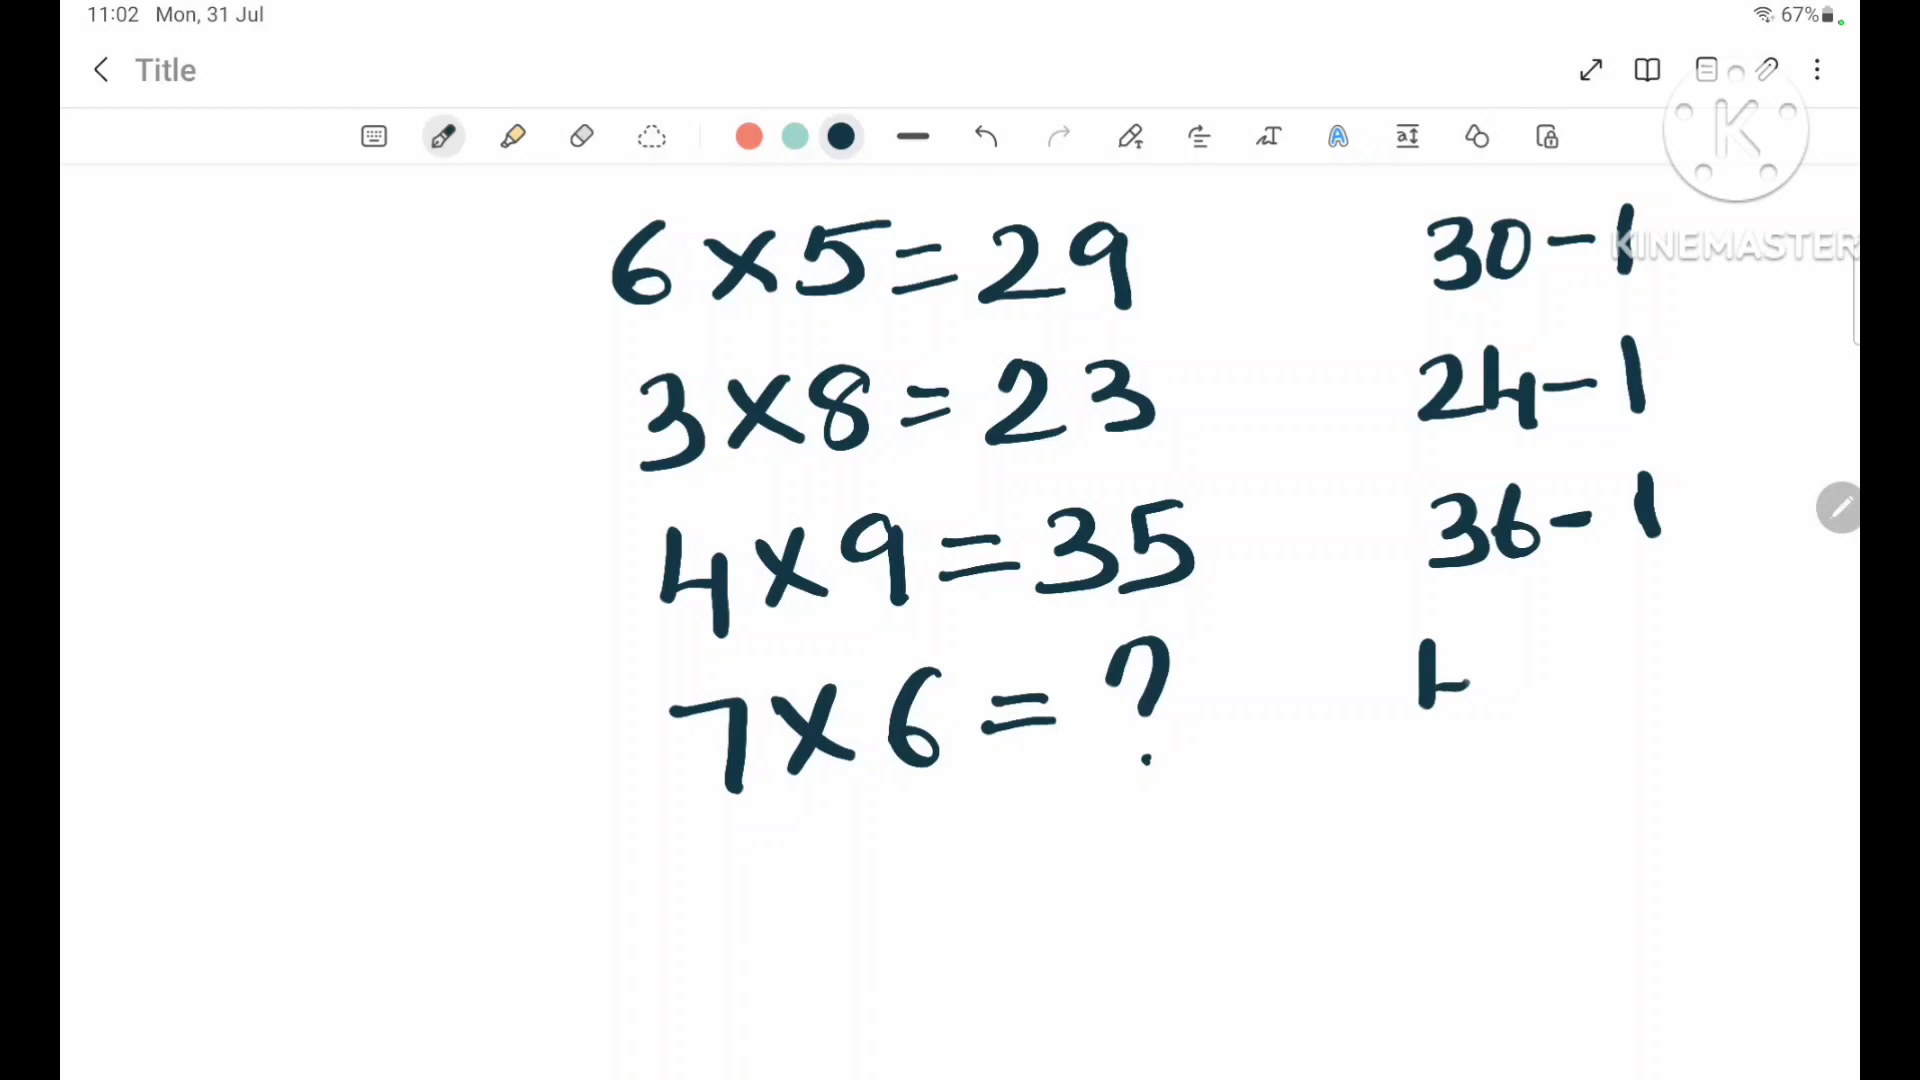 11:02 Mon, 31 Jul 67%
Title
6×5=29 30-1
KINEMASTER
3×8=23 24-1
4×9=35 36-1
7×6=?